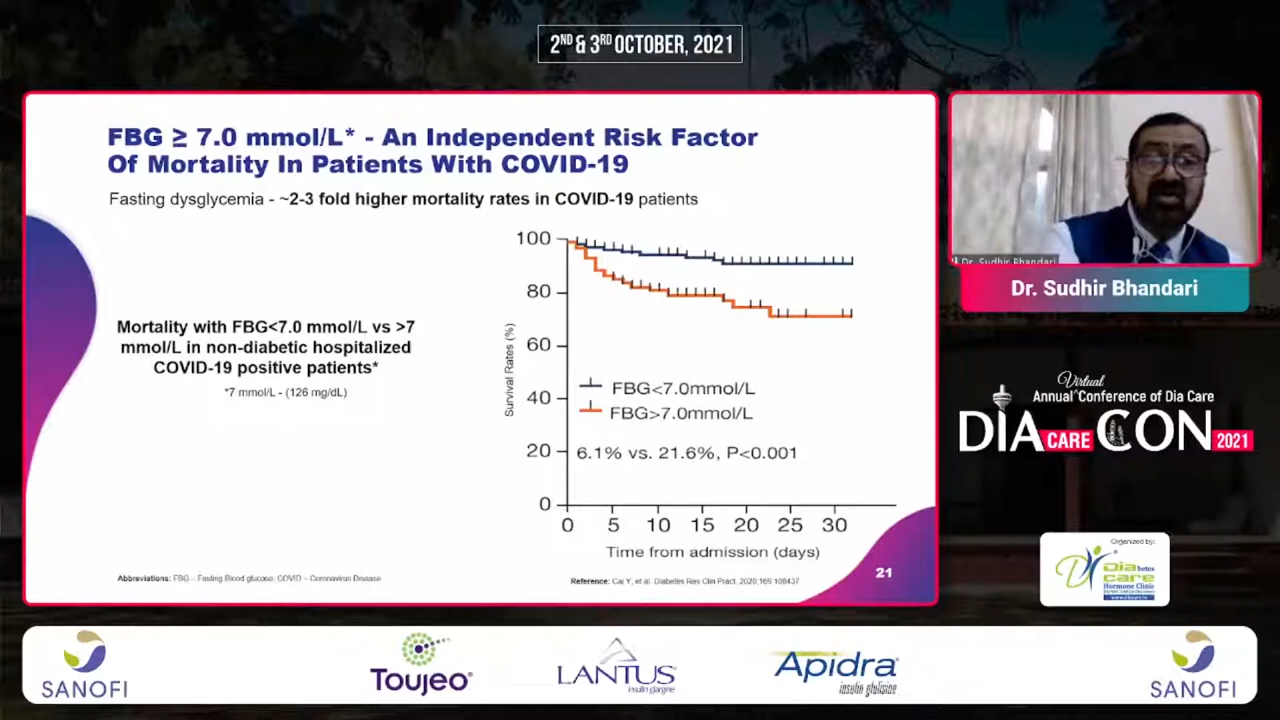 2ND & 3RD OCTOBER, 2021
FBG ≥ 7.0 mmol/L* - An Independent Risk Factor
Of Mortality In Patients With COVID-19
Fasting dysglycemia - ~2-3 fold higher mortality rates in COVID-19 patients
Mortality with FBG<7.0 mmol/L vs >7
mmol/L in non-diabetic hospitalized
COVID-19 positive patients*
*7 mmol/L - (126 mg/dL)
100
80
60
40
20
0
Survival Rates (%)
FBG<7.0mmol/L
FBG>7.0mmol/L
6.1% vs. 21.6%, P<0.001
0 5 10 15 20 25 30
Time from admission (days)
Abbreviations: FBG – Fasting Blood glucose, COVID – Coronavirus Disease
Reference: Cai Y, et al. Diabetes Res Clin Pract. 2020;169:108437
21
Dr. Sudhir Bhandari
Dr. Sudhir Bhandari
Virtual
Annual ^ Conference of Dia Care
DIA CARE CON 2021
Organized by:
Diabetes
care
Hormone Clinic
SANOFI
Toujeo
LANTUS
insulin glargine
Apidra
insulin glulisine
SANOFI